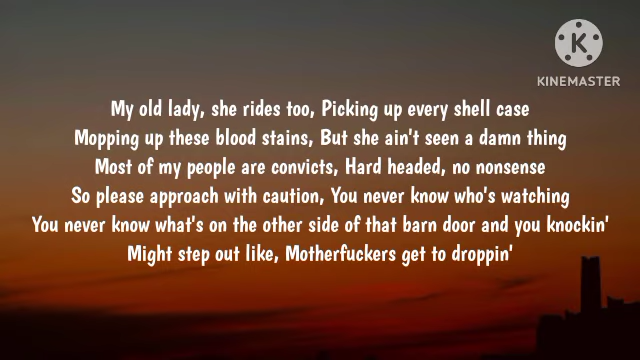 K
KINEMASTER
My old lady, she rides too, Picking up every shell case
Mopping up these blood stains, But she ain't seen a damn thing
Most of my people are convicts, Hard headed, no nonsense
So please approach with caution, You never know who's watching
You never know what's on the other side of that barn door and you knockin'
Might step out like, Motherfuckers get to droppin'